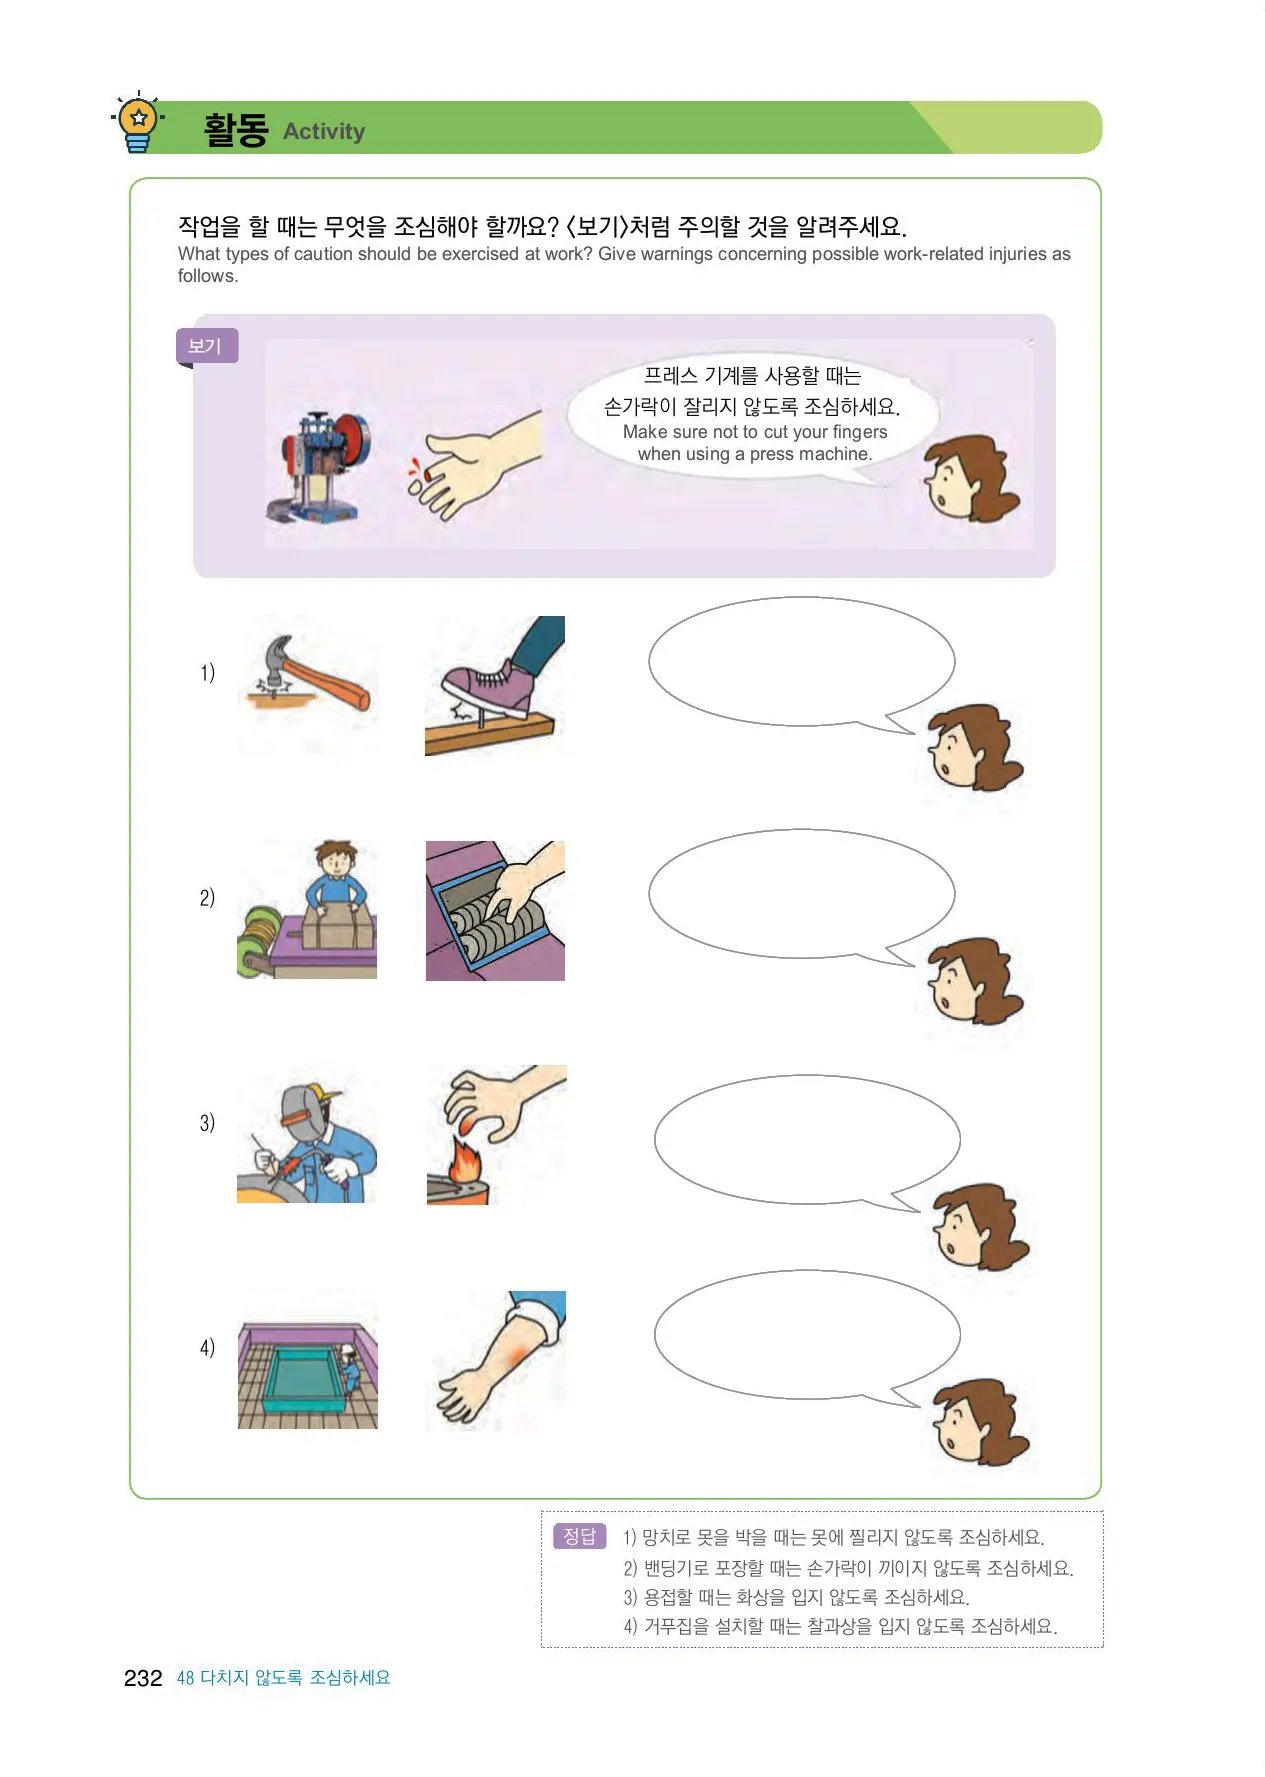 활동 Activity
작업을 할 때는 무엇을 조심해야 할까요? 〈보기〉처럼 주의할 것을 알려주세요.
What types of caution should be exercised at work? Give warnings concerning possible work-related injuries as
follows.
보기
프레스 기계를 사용할 때는
손가락이 잘리지 않도록 조심하세요.
Make sure not to cut your fingers
when using a press machine.
1)
2)
3)
4)
정답 1) 망치로 못을 박을 때는 못에 찔리지 않도록 조심하세요.
2) 밴딩기로 포장할 때는 손가락이 끼이지 않도록 조심하세요.
3) 용접할 때는 화상을 입지 않도록 조심하세요.
4) 거푸집을 설치할 때는 찰과상을 입지 않도록 조심하세요.
232 48 다치지 않도록 조심하세요